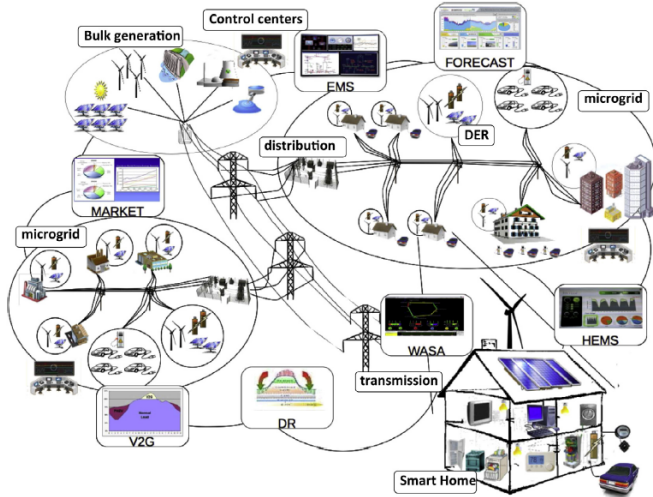 Bulk generation
Control centers
EMS
FORECAST
microgrid
DER
distribution
MARKET
microgrid
WASA
HEMS
transmission
V2G
DR
Smart Home